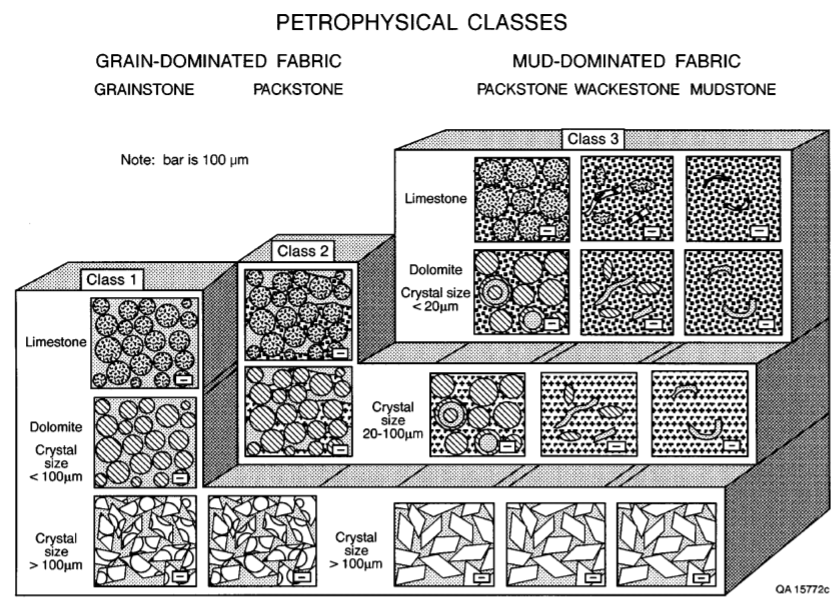 PETROPHYSICAL CLASSES
GRAIN-DOMINATED FABRIC
MUD-DOMINATED FABRIC
GRAINSTONE
PACKSTONE
PACKSTONE WACKESTONE MUDSTONE
Note: bar is 100 µm
Class 3
Limestone
Dolomite
Crystal size
< 20µm
Class 2
Class 1
Limestone
Dolomite
Crystal
size
< 100µm
Crystal
size
20-100µm
Crystal
size
> 100µm
Crystal
size
> 100µm
QA 15772c